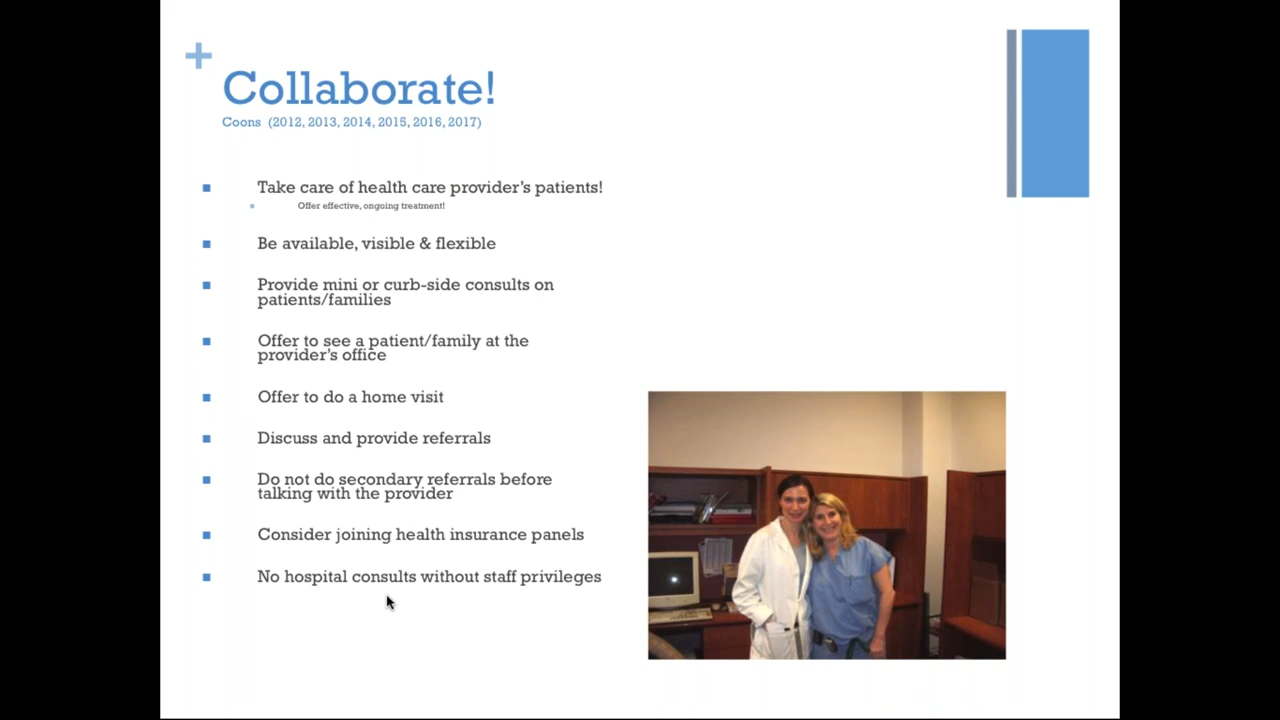 Collaborate!
Coons (2012, 2013, 2014, 2015, 2016, 2017)
Take care of health care provider's patients!
Offer effective, ongoing treatment!
Be available, visible & flexible
Provide mini or curb-side consults on
patients/families
Offer to see a patient/family at the
provider's office
Offer to do a home visit
Discuss and provide referrals
Do not do secondary referrals before
talking with the provider
Consider joining health insurance panels
No hospital consults without staff privileges